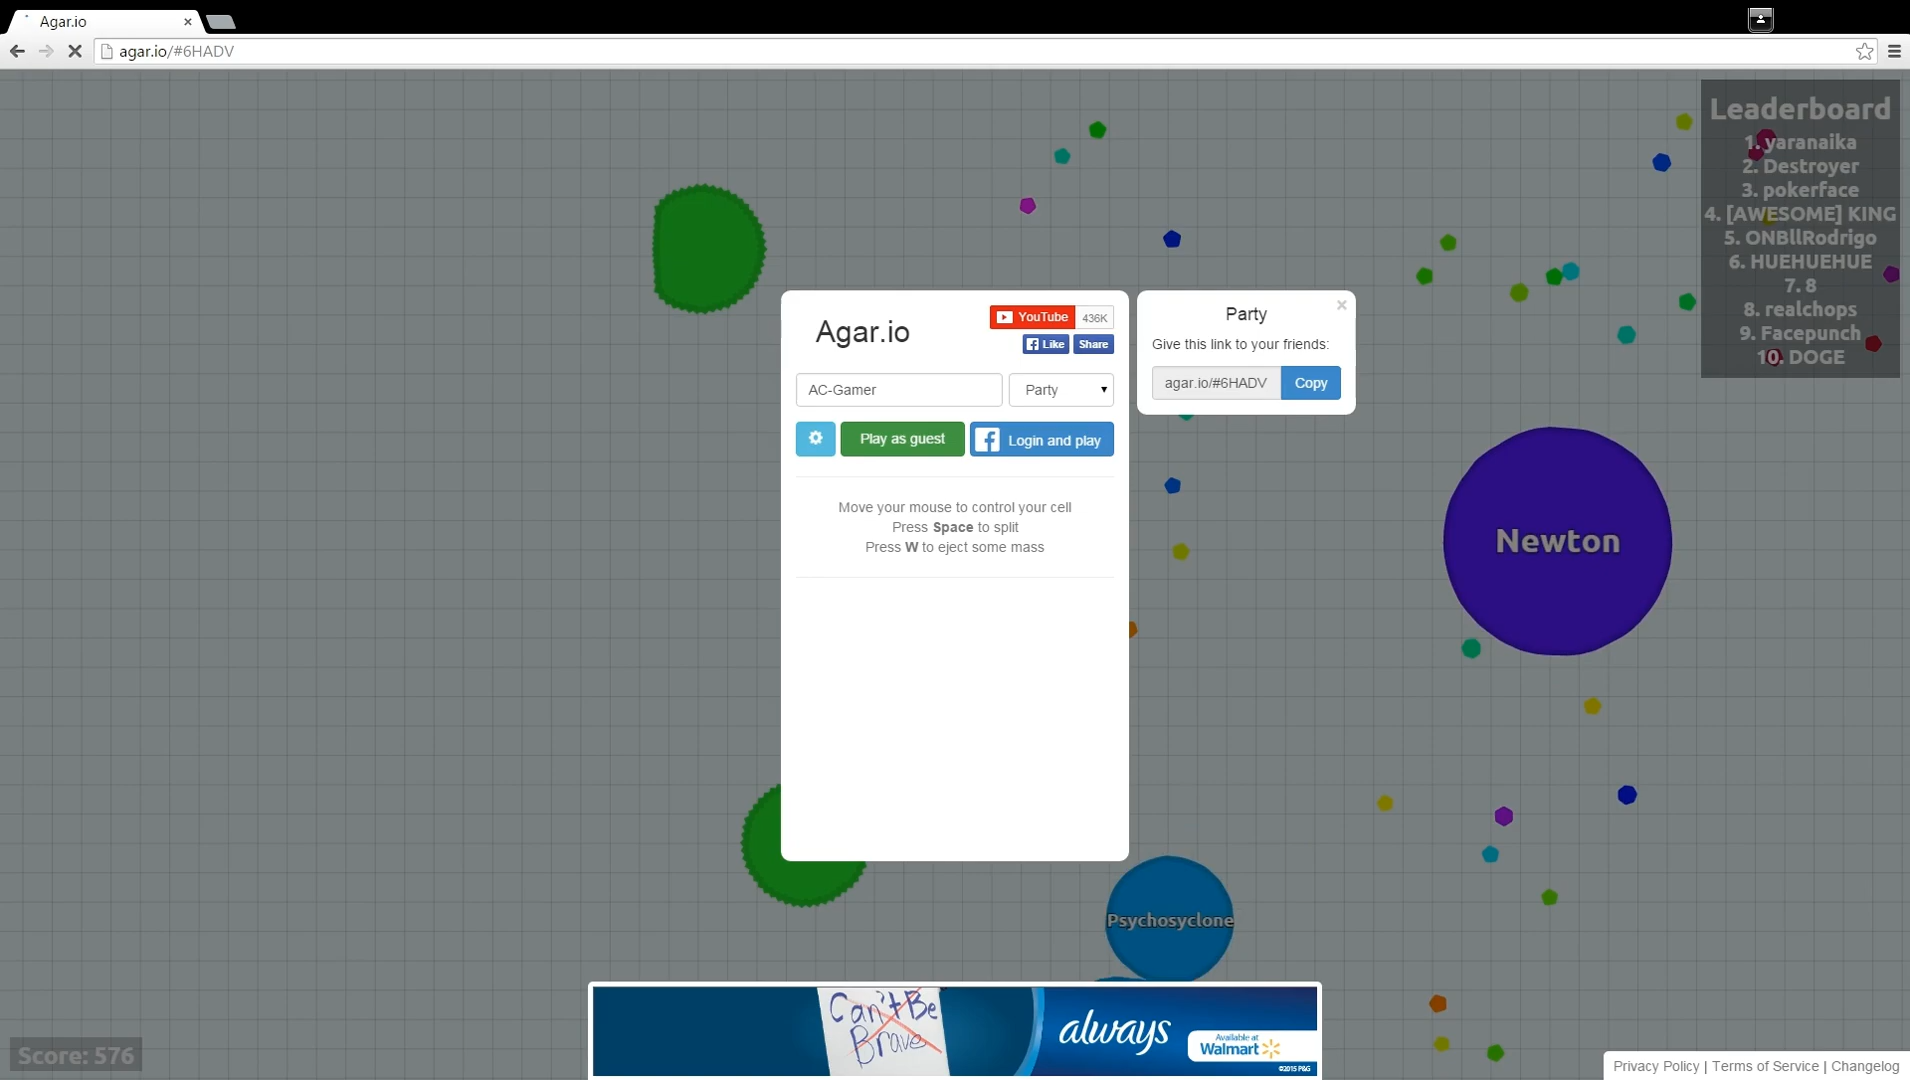 Agar.io
agar.io/#6HADV
Leaderboard
1. yaranaika
2. Destroyer
3. pokerface
4. [AWESOME] KING
5. ONBllRodrigo
6. HUEHUEHUE
7. 8
8. realchops
9. Facepunch
10. DOGE
Agar.io
YouTube 436K
Like Share
AC-Gamer Party
Play as guest Login and play
Move your mouse to control your cell
Press Space to split
Press W to eject some mass
Party ×
Give this link to your friends:
agar.io/#6HADV Copy
Newton
Psychosyclone
Can't Be
Brave
always
Available at
Walmart
©2015 P&G
Score: 576
Privacy Policy | Terms of Service | Changelog